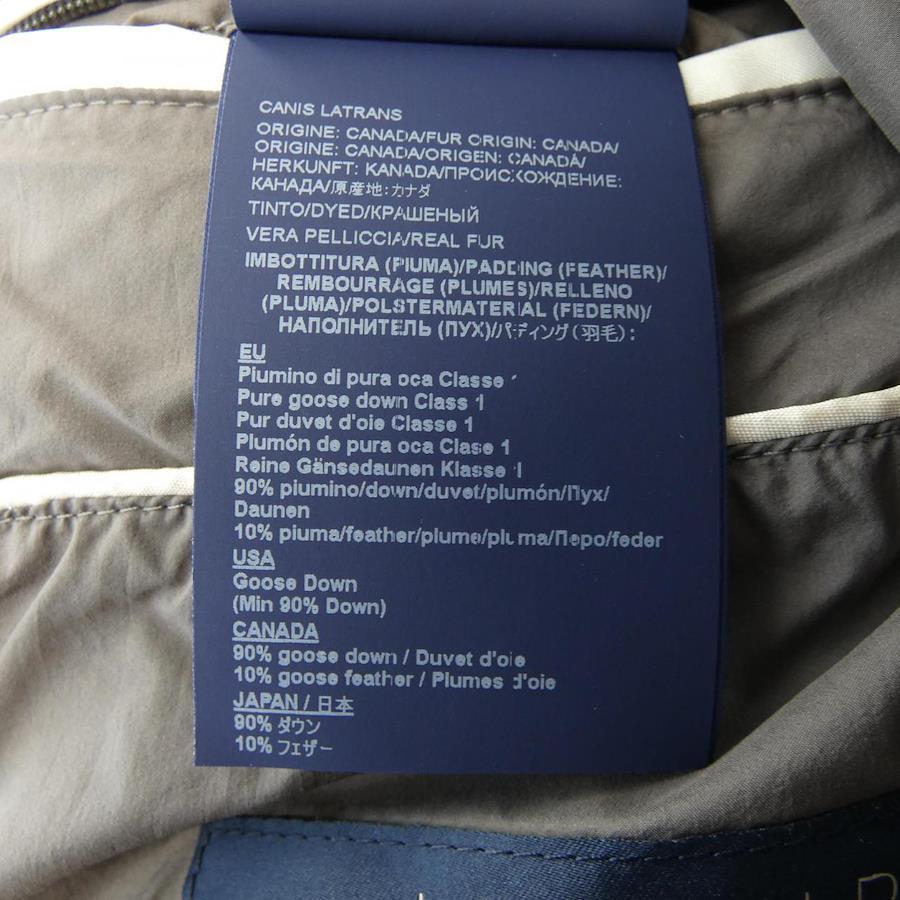 CANIS LATRANS
ORIGINE: CANADA/FUR ORIGIN: CANADA/
ORIGINE: CANADA/ORIGEN: CANADÁ/
HERKUNFT: KANADA/ПРОИСХОЖДЕНИЕ:
КАНАДА/原産地:カナダ
TINTO/DYED/КРАШЕНЫЙ
VERA PELLICCIA/REAL FUR
IMBOTTITURA (PIUMA)/PADDING (FEATHER)/
REMBOURRAGE (PLUMES)/RELLENO
(PLUMA)/POLSTERMATERIAL (FEDERN)/
НАПОЛНИТЕЛЬ (ПУХ)/パディング(羽毛):
EU
Piumino di pura oca Classe 1
Pure goose down Class 1
Pur duvet d'oie Classe 1
Plumón de pura oca Clase 1
Reine Gänsedaunen Klasse 1
90% piumino/down/duvet/plumón/Пух/
Daunen
10% piuma/feather/plume/pluma/Перо/feder
USA
Goose Down
(Min 90% Down)
CANADA
90% goose down / Duvet d'oie
10% goose feather / Plumes d'oie
JAPAN / 日本
90% ダウン
10% フェザー